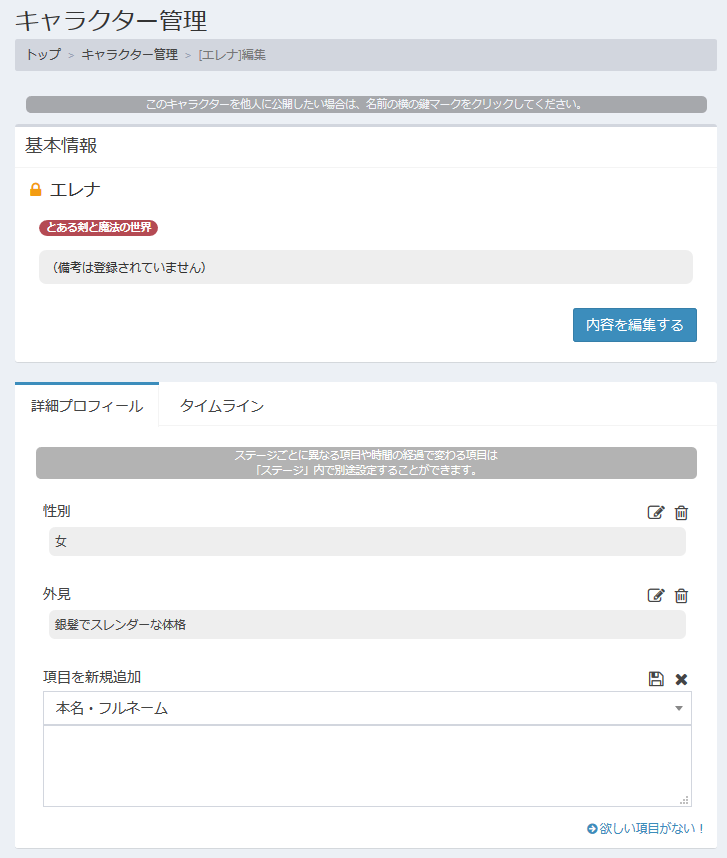 キャラクター管理
トップ > キャラクター管理 > [エレナ]編集
このキャラクターを他人に公開したい場合は、名前の横の鍵マークをクリックしてください。
基本情報
エレナ
とある剣と魔法の世界
（備考は登録されていません）
内容を編集する
詳細プロフィール タイムライン
ステージごとに異なる項目や時間の経過で変わる項目は
「ステージ」内で別途設定することができます。
性別
女
外見
銀髪でスレンダーな体格
項目を新規追加
本名・フルネーム
欲しい項目がない！